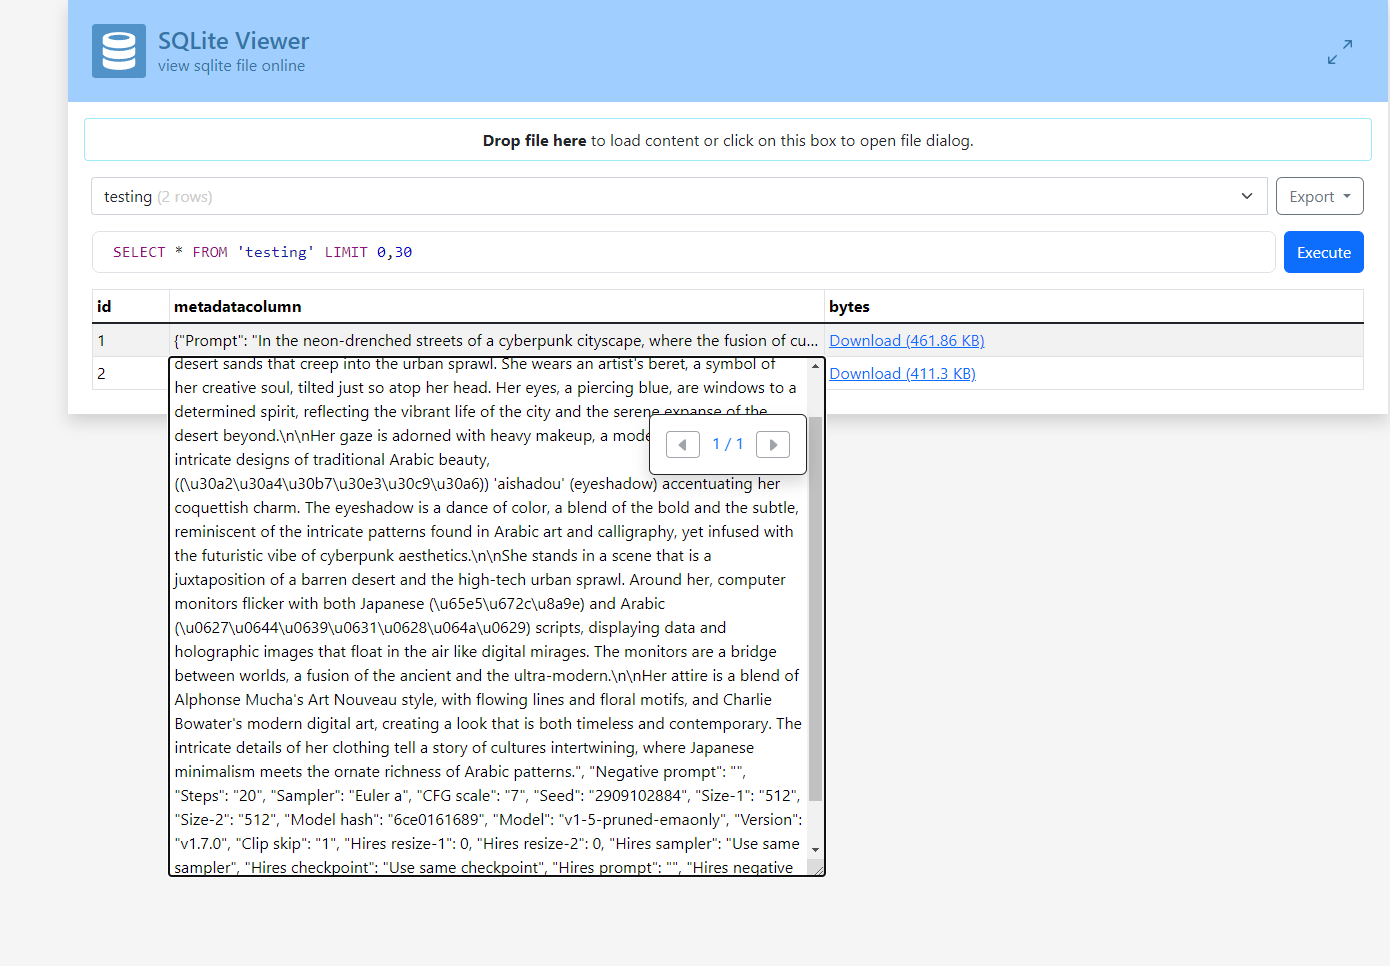 SQLite Viewer
view sqlite file online
Drop file here to load content or click on this box to open file dialog.
testing (2 rows)
Export
SELECT * FROM 'testing' LIMIT 0,30
Execute
id metadatacolumn bytes
1 {"Prompt": "In the neon-drenched streets of a cyberpunk cityscape, where the fusion of cu... Download (461.86 KB)
2 Download (411.3 KB)
desert sands that creep into the urban sprawl. She wears an artist's beret, a symbol of
her creative soul, tilted just so atop her head. Her eyes, a piercing blue, are windows to a
determined spirit, reflecting the vibrant life of the city and the serene expanse of the
desert beyond.\n\nHer gaze is adorned with heavy makeup, a
1 / 1
intricate designs of traditional Arabic beauty,
((\u30a2\u30a4\u30b7\u30e3\u30c9\u30a6)) 'aishadou' (eyeshadow) accentuating her
coquettish charm. The eyeshadow is a dance of color, a blend of the bold and the subtle,
reminiscent of the intricate patterns found in Arabic art and calligraphy, yet infused with
the futuristic vibe of cyberpunk aesthetics.\n\nShe stands in a scene that is a
juxtaposition of a barren desert and the high-tech urban sprawl. Around her, computer
monitors flicker with both Japanese (\u65e5\u672c\u8a9e) and Arabic
(\u0627\u0644\u0639\u0631\u0628\u064a\u0629) scripts, displaying data and
holographic images that float in the air like digital mirages. The monitors are a bridge
between worlds, a fusion of the ancient and the ultra-modern.\n\nHer attire is a blend of
Alphonse Mucha's Art Nouveau style, with flowing lines and floral motifs, and Charlie
Bowater's modern digital art, creating a look that is both timeless and contemporary. The
intricate details of her clothing tell a story of cultures intertwining, where Japanese
minimalism meets the ornate richness of Arabic patterns.", "Negative prompt": "",
"Steps": "20", "Sampler": "Euler a", "CFG scale": "7", "Seed": "2909102884", "Size-1": "512",
"Size-2": "512", "Model hash": "6ce0161689", "Model": "v1-5-pruned-emaonly", "Version":
"v1.7.0", "Clip skip": "1", "Hires resize-1": 0, "Hires resize-2": 0, "Hires sampler": "Use same
sampler", "Hires checkpoint": "Use same checkpoint", "Hires prompt": "", "Hires negative